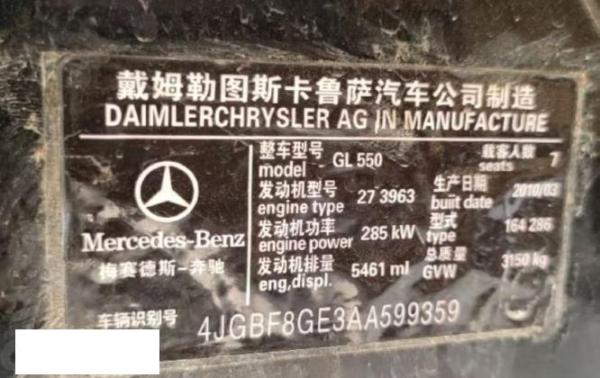 戴姆勒图斯卡鲁萨汽车公司制造
DAIMLERCHRYSLER AG IN MANUFACTURE
整车型号 model GL 550 载客人数 seats 7
发动机型号 engine type 27 3963 生产日期 buiit date 2010/03
发动机功率 engine power 285 kW 型式 type 164 286
发动机排量 eng,displ. 5461 ml 总质量 GVW 3150 kg
Mercedes-Benz
梅赛德斯-奔驰
车辆识别号 4JGBF8GE3AA599359